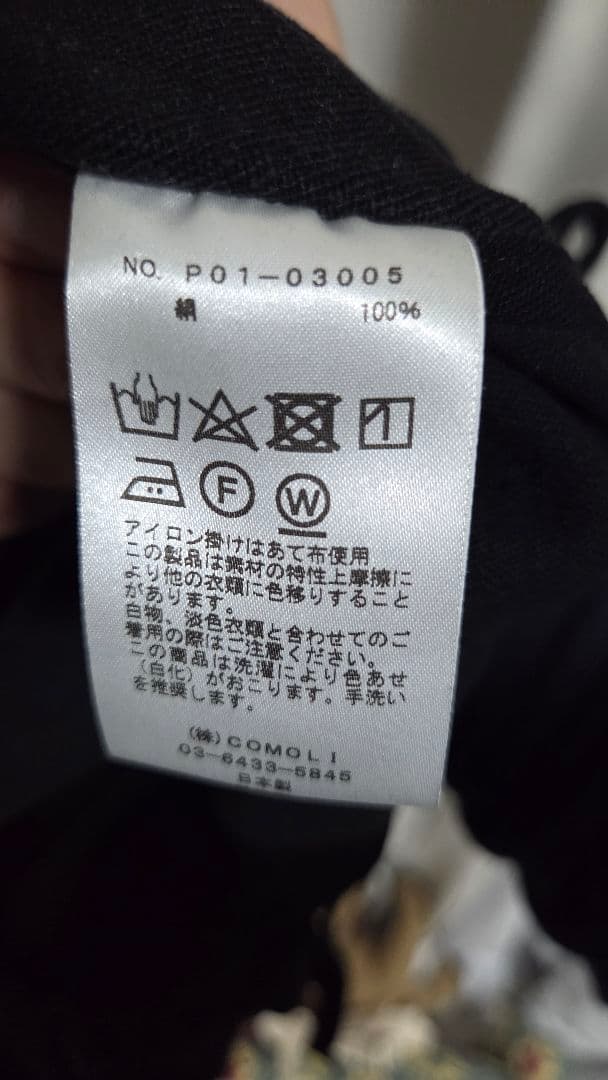 NO. P01-03005
絹 100%
F
W
アイロン掛けはあて布使用
この製品は素材の特性上摩擦に
より他の衣類に色移りすること
があります。
白物、淡色衣類と合わせてのご
着用の際はご注意ください。
この商品は洗濯により色あせ
(白化)がおこります。手洗い
を推奨します。
(株)COMOLI
03-6433-5845
日本製